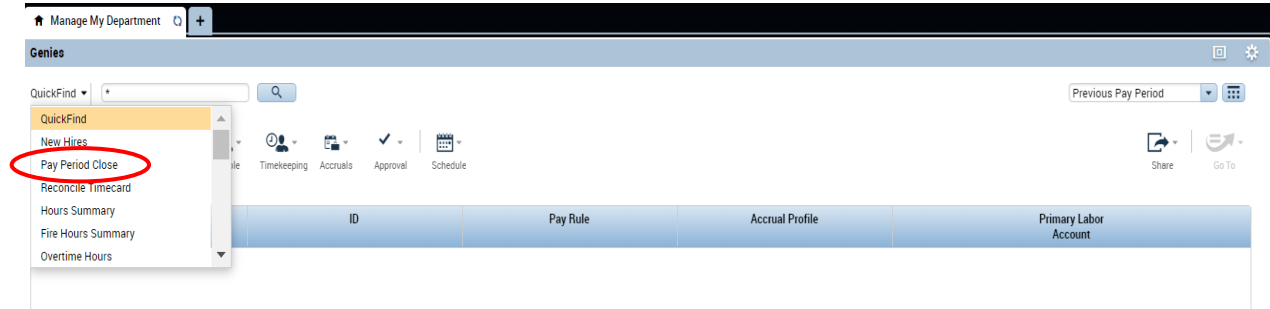 Manage My Department +
Genies
QuickFind * Previous Pay Period
QuickFind
New Hires
Pay Period Close
Reconcile Timecard
Hours Summary
Fire Hours Summary
Overtime Hours
Timekeeping Accruals Approval Schedule Share Go To
ID Pay Rule Accrual Profile Primary Labor
Account